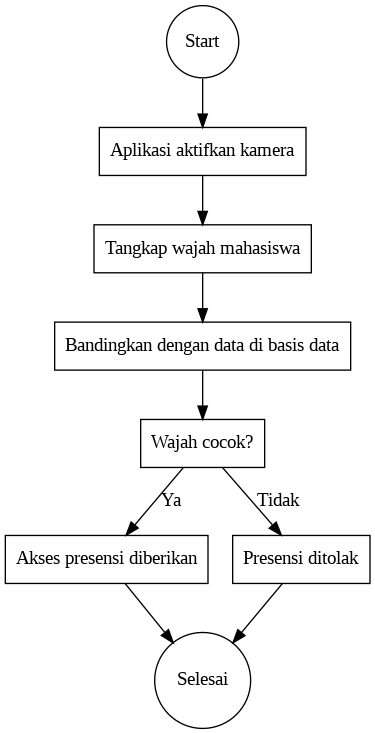 Start
Aplikasi aktifkan kamera
Tangkap wajah mahasiswa
Bandingkan dengan data di basis data
Wajah cocok?
Ya
Tidak
Akses presensi diberikan
Presensi ditolak
Selesai